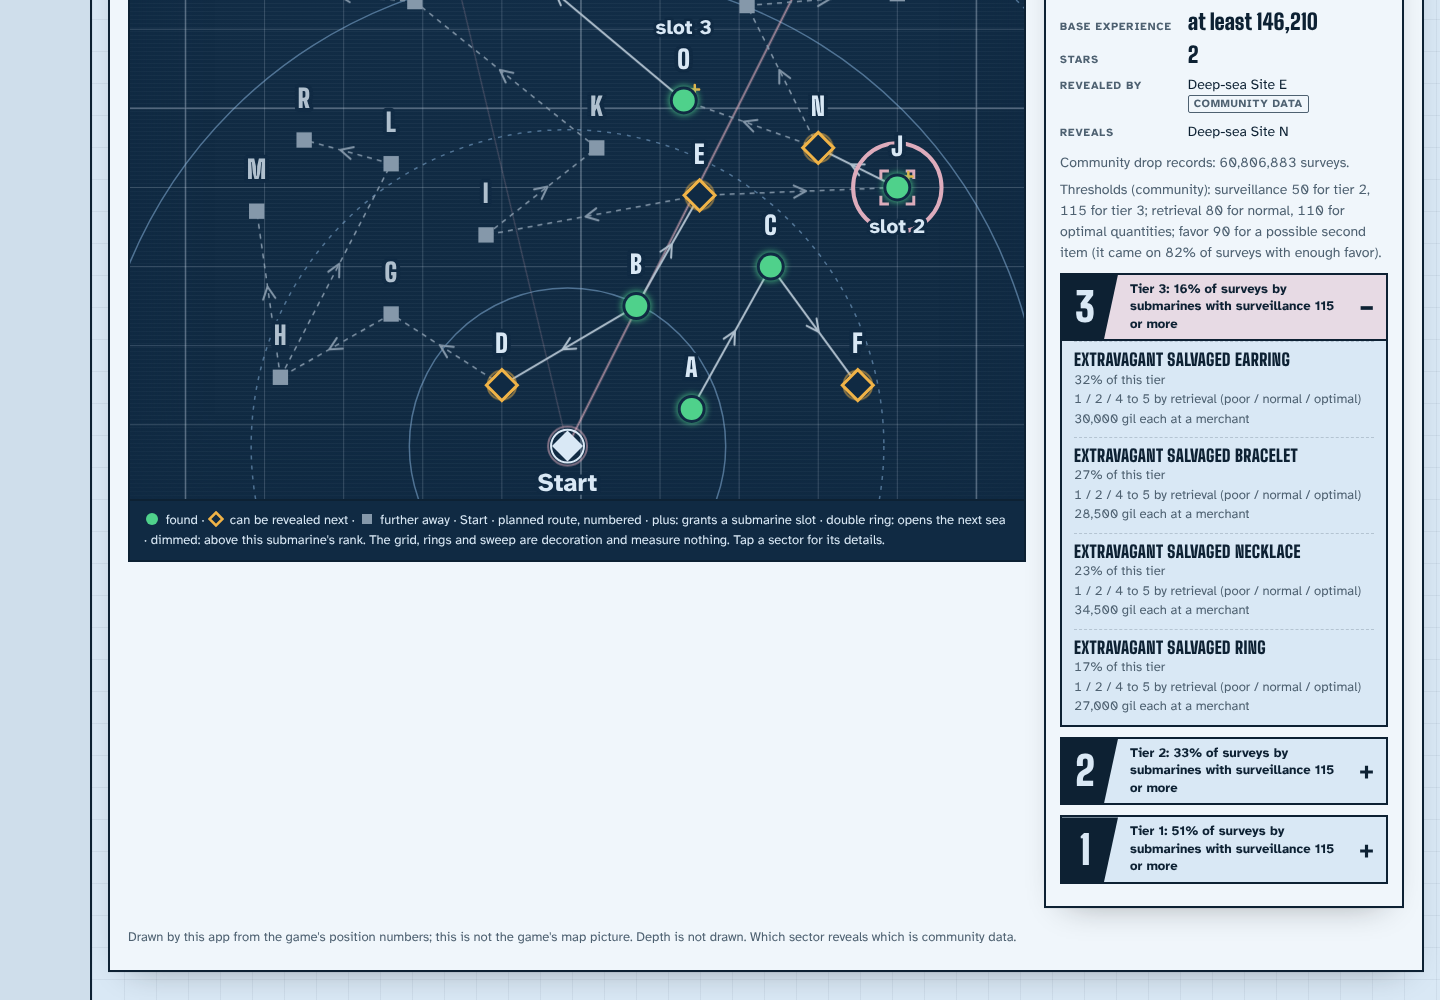 slot 3
O
R
L
K
N
M
E
J
I
C
slot 2
B
G
H
D
F
A
Start
found · can be revealed next · further away · Start · planned route, numbered · plus: grants a submarine slot · double ring: opens the next sea
· dimmed: above this submarine's rank. The grid, rings and sweep are decoration and measure nothing. Tap a sector for its details.
BASE EXPERIENCE at least 146,210
STARS 2
REVEALED BY Deep-sea Site E
COMMUNITY DATA
REVEALS Deep-sea Site N
Community drop records: 60,806,883 surveys.
Thresholds (community): surveillance 50 for tier 2,
115 for tier 3; retrieval 80 for normal, 110 for
optimal quantities; favor 90 for a possible second
item (it came on 82% of surveys with enough favor).
3
Tier 3: 16% of surveys by
submarines with surveillance 115
or more
−
EXTRAVAGANT SALVAGED EARRING
32% of this tier
1 / 2 / 4 to 5 by retrieval (poor / normal / optimal)
30,000 gil each at a merchant
EXTRAVAGANT SALVAGED BRACELET
27% of this tier
1 / 2 / 4 to 5 by retrieval (poor / normal / optimal)
28,500 gil each at a merchant
EXTRAVAGANT SALVAGED NECKLACE
23% of this tier
1 / 2 / 4 to 5 by retrieval (poor / normal / optimal)
34,500 gil each at a merchant
EXTRAVAGANT SALVAGED RING
17% of this tier
1 / 2 / 4 to 5 by retrieval (poor / normal / optimal)
27,000 gil each at a merchant
2
Tier 2: 33% of surveys by
submarines with surveillance 115
or more
+
1
Tier 1: 51% of surveys by
submarines with surveillance 115
or more
+
Drawn by this app from the game's position numbers; this is not the game's map picture. Depth is not drawn. Which sector reveals which is community data.